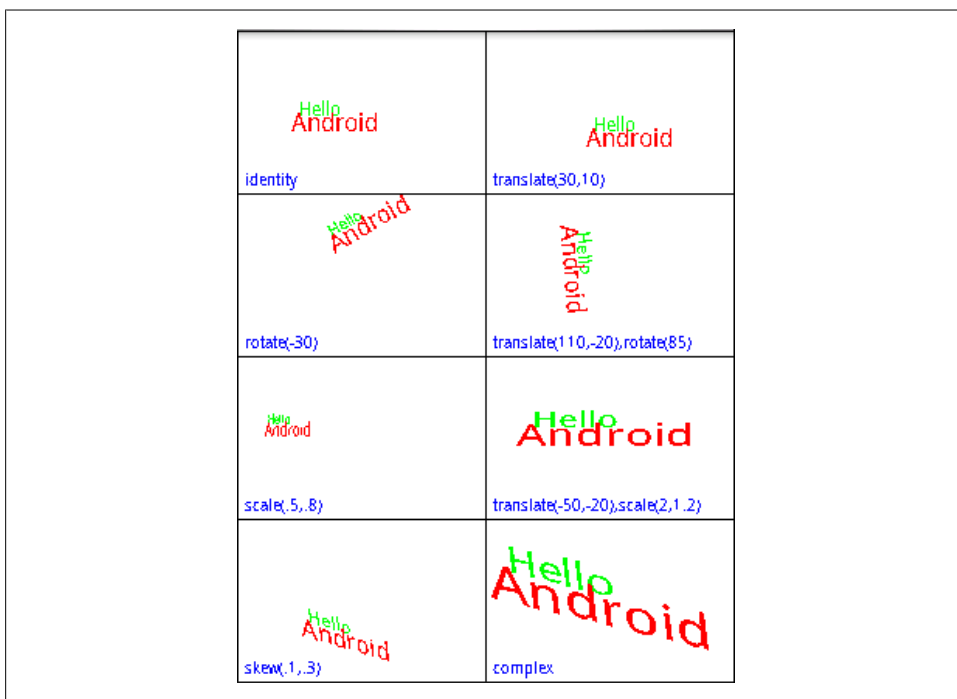 Hello
Android
identity
Hello
Android
translate(30,10)
Hello
Android
rotate(-30)
Hello
Android
translate(110,-20),rotate(85)
Hello
Android
scale(.5,.8)
Hello
Android
translate(-50,-20),scale(2,1.2)
Hello
Android
skew(.1,.3)
Hello
Android
complex